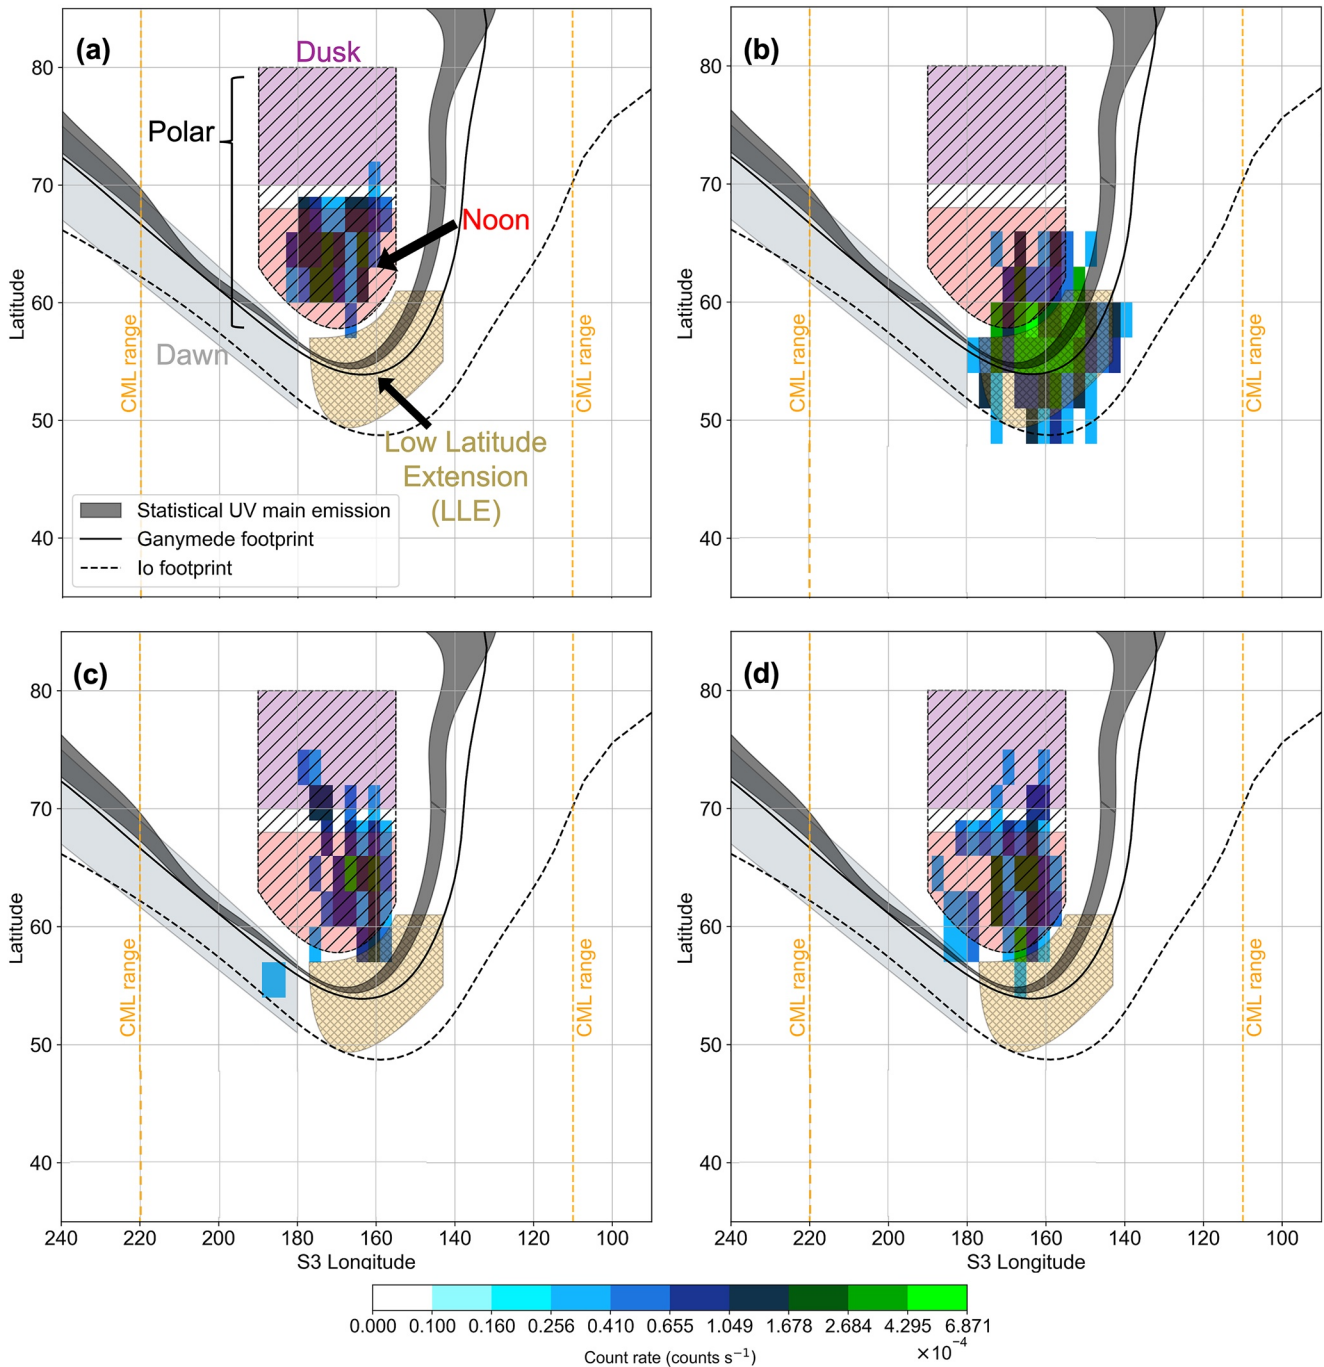 (a)
Dusk
80
Polar
70
Noon
Latitude
60
CML range
CML range
Dawn
50
Low Latitude
Extension
(LLE)
Statistical UV main emission
Ganymede footprint
Io footprint
40
(b)
80
70
Latitude
60
CML range
CML range
50
40
(c)
80
70
Latitude
60
CML range
CML range
50
40
240 220 200 180 160 140 120 100
S3 Longitude
(d)
80
70
Latitude
60
CML range
CML range
50
40
240 220 200 180 160 140 120 100
S3 Longitude
0.000 0.100 0.160 0.256 0.410 0.655 1.049 1.678 2.684 4.295 6.871
Count rate (counts s⁻¹)
×10⁻⁴